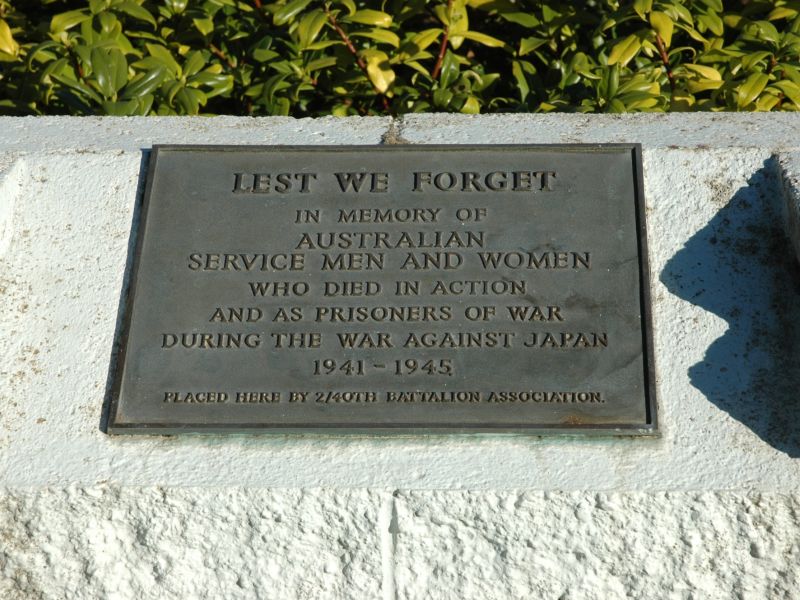 LEST WE FORGET
IN MEMORY OF
AUSTRALIAN
SERVICE MEN AND WOMEN
WHO DIED IN ACTION
AND AS PRISONERS OF WAR
DURING THE WAR AGAINST JAPAN
1941 - 1945
PLACED HERE BY 2/40TH BATTALION ASSOCIATION.